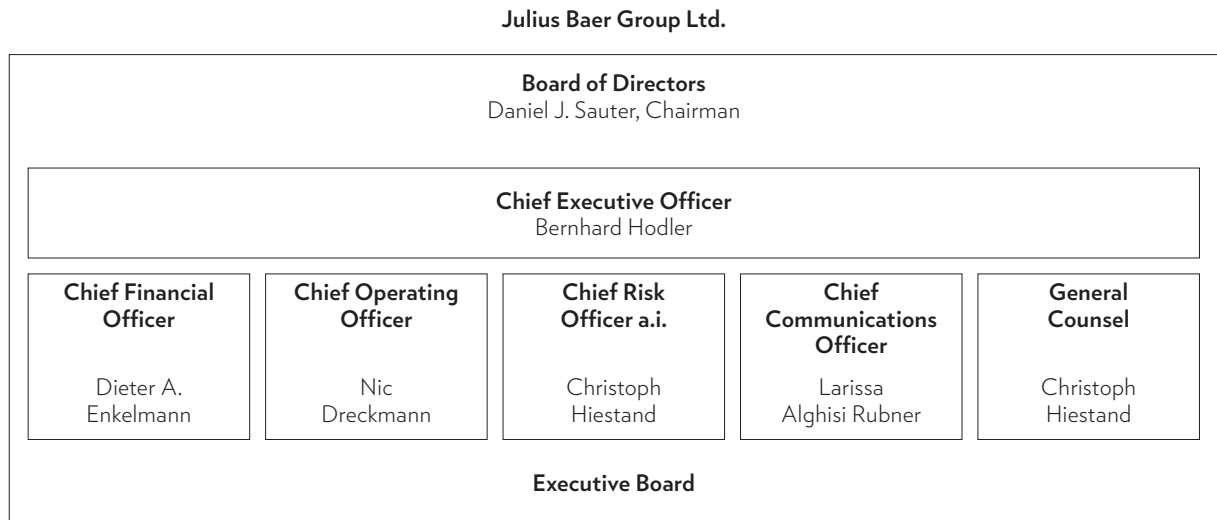 Julius Baer Group Ltd.
Board of Directors
Daniel J. Sauter, Chairman
Chief Executive Officer
Bernhard Hodler
Chief Financial
Officer
Dieter A.
Enkelmann
Chief Operating
Officer
Nic
Dreckmann
Chief Risk
Officer a.i.
Christoph
Hiestand
Chief
Communications
Officer
Larissa
Alghisi Rubner
General
Counsel
Christoph
Hiestand
Executive Board